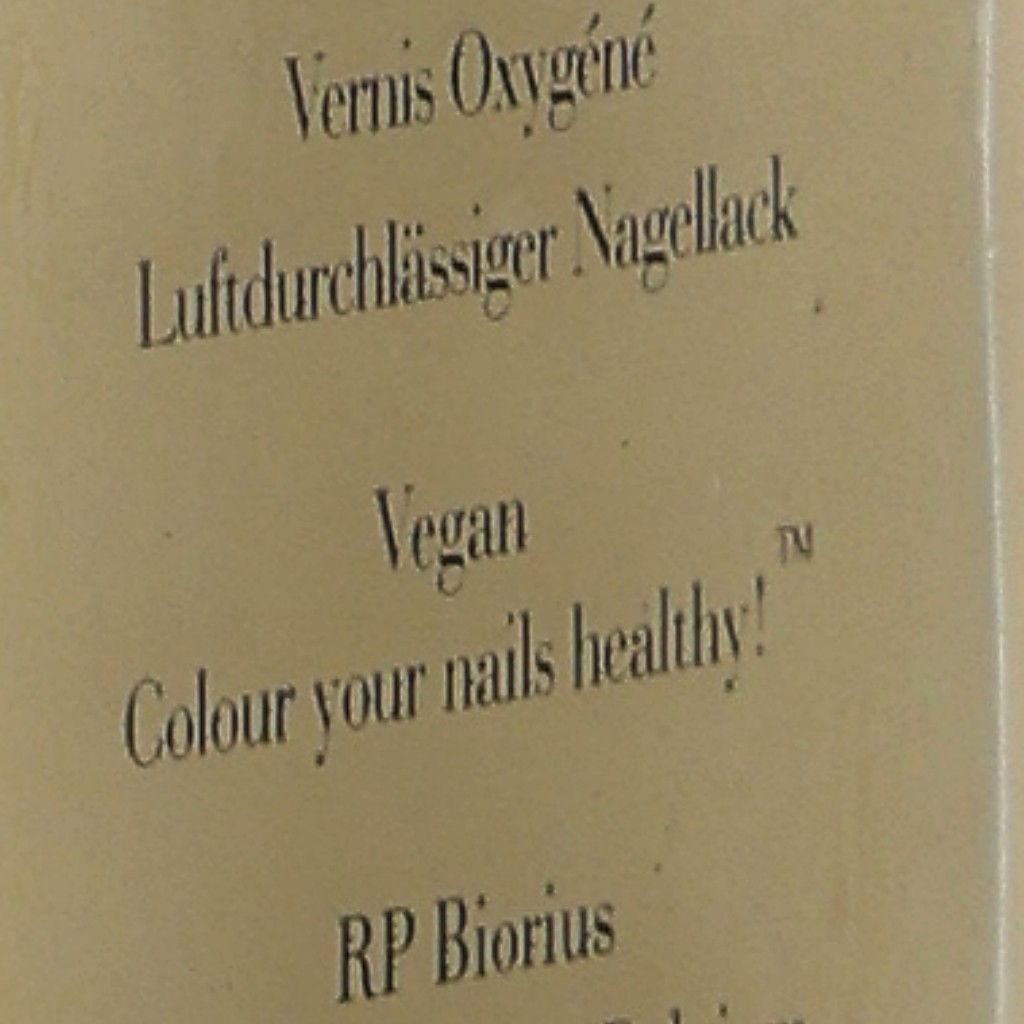 Vernis Oxygéné
Luftdurchlässiger Nagellack
Vegan
Colour your nails healthy!™
RP Biorius